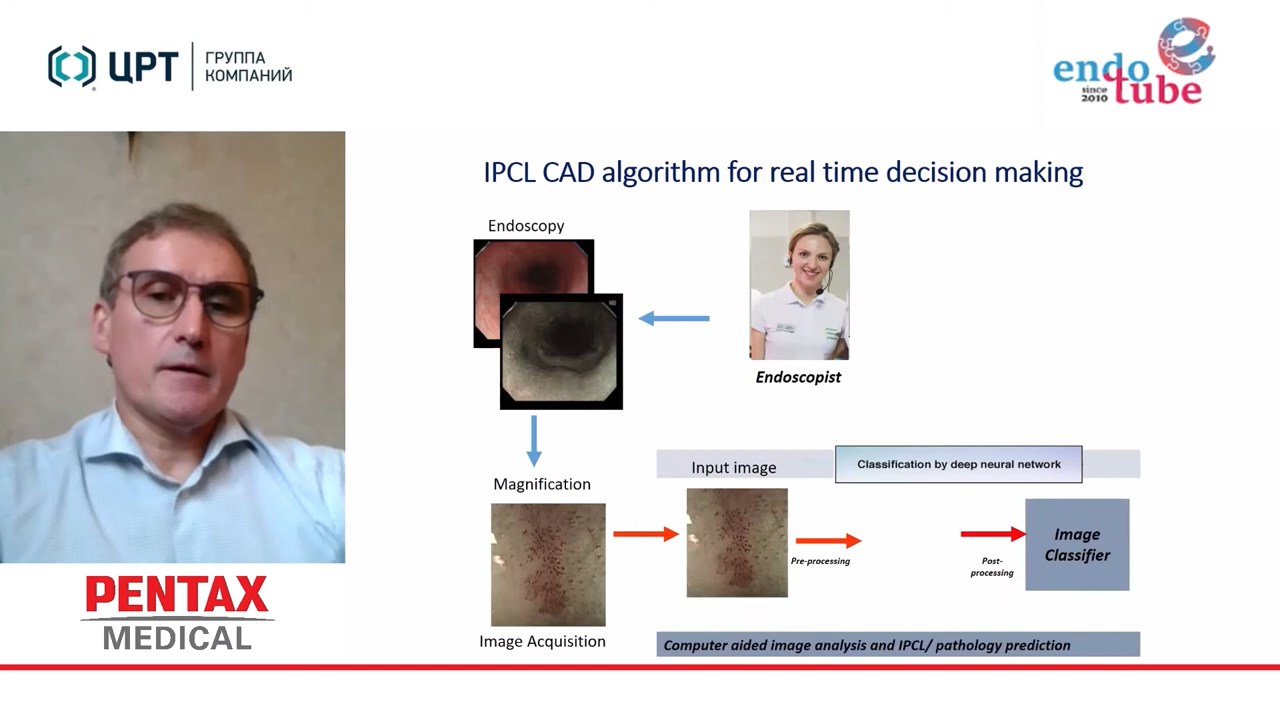 ЦРТ
ГРУППА
КОМПАНИЙ
endo
since
2010
tube
IPCL CAD algorithm for real time decision making
Endoscopy
Endoscopist
Magnification
Image Acquisition
Input image
Classification by deep neural network
Pre-processing
Post-
processing
Image
Classifier
Computer aided image analysis and IPCL/ pathology prediction
PENTAX
MEDICAL